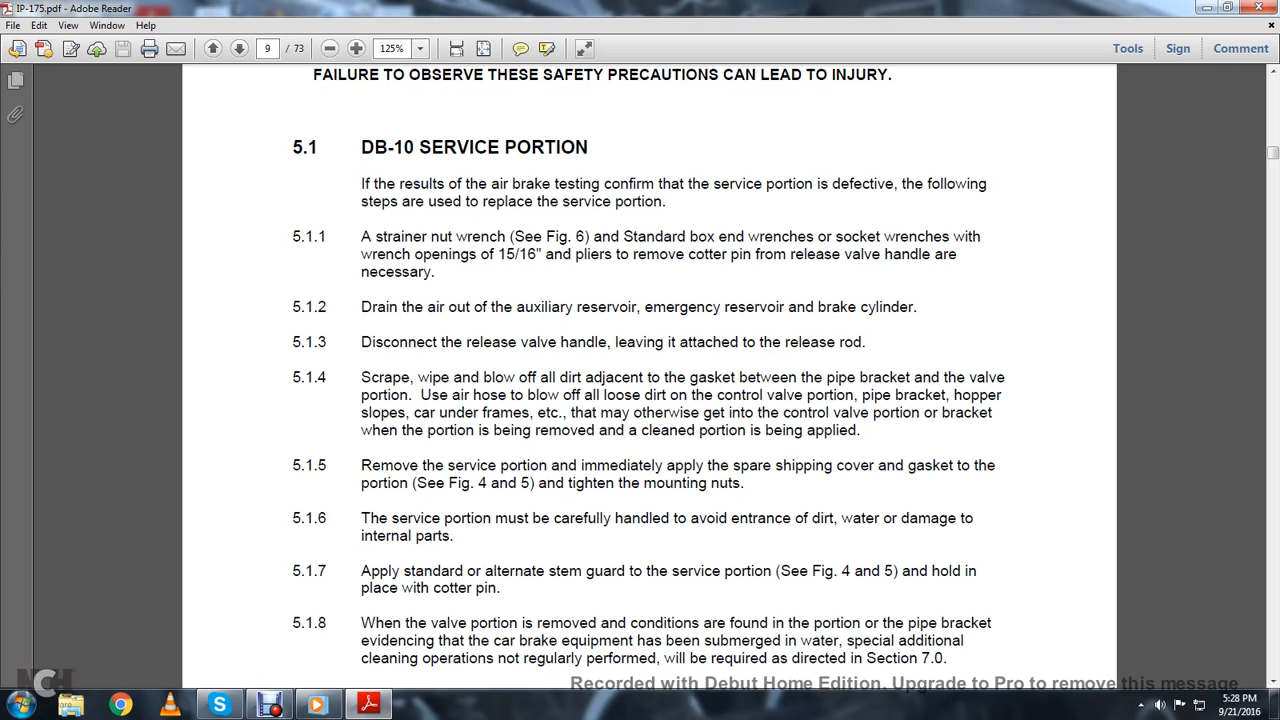 IP-175.pdf - Adobe Reader
File Edit View Window Help
9 / 73 125% Tools Sign Comment
FAILURE TO OBSERVE THESE SAFETY PRECAUTIONS CAN LEAD TO INJURY.
5.1 DB-10 SERVICE PORTION
If the results of the air brake testing confirm that the service portion is defective, the following
steps are used to replace the service portion.
5.1.1 A strainer nut wrench (See Fig. 6) and Standard box end wrenches or socket wrenches with
wrench openings of 15/16" and pliers to remove cotter pin from release valve handle are
necessary.
5.1.2 Drain the air out of the auxiliary reservoir, emergency reservoir and brake cylinder.
5.1.3 Disconnect the release valve handle, leaving it attached to the release rod.
5.1.4 Scrape, wipe and blow off all dirt adjacent to the gasket between the pipe bracket and the valve
portion. Use air hose to blow off all loose dirt on the control valve portion, pipe bracket, hopper
slopes, car under frames, etc., that may otherwise get into the control valve portion or bracket
when the portion is being removed and a cleaned portion is being applied.
5.1.5 Remove the service portion and immediately apply the spare shipping cover and gasket to the
portion (See Fig. 4 and 5) and tighten the mounting nuts.
5.1.6 The service portion must be carefully handled to avoid entrance of dirt, water or damage to
internal parts.
5.1.7 Apply standard or alternate stem guard to the service portion (See Fig. 4 and 5) and hold in
place with cotter pin.
5.1.8 When the valve portion is removed and conditions are found in the portion or the pipe bracket
evidencing that the car brake equipment has been submerged in water, special additional
cleaning operations not regularly performed, will be required as directed in Section 7.0.
NCH
Recorded with Debut Home Edition. Upgrade to Pro to remove this message
5:28 PM
9/21/2016